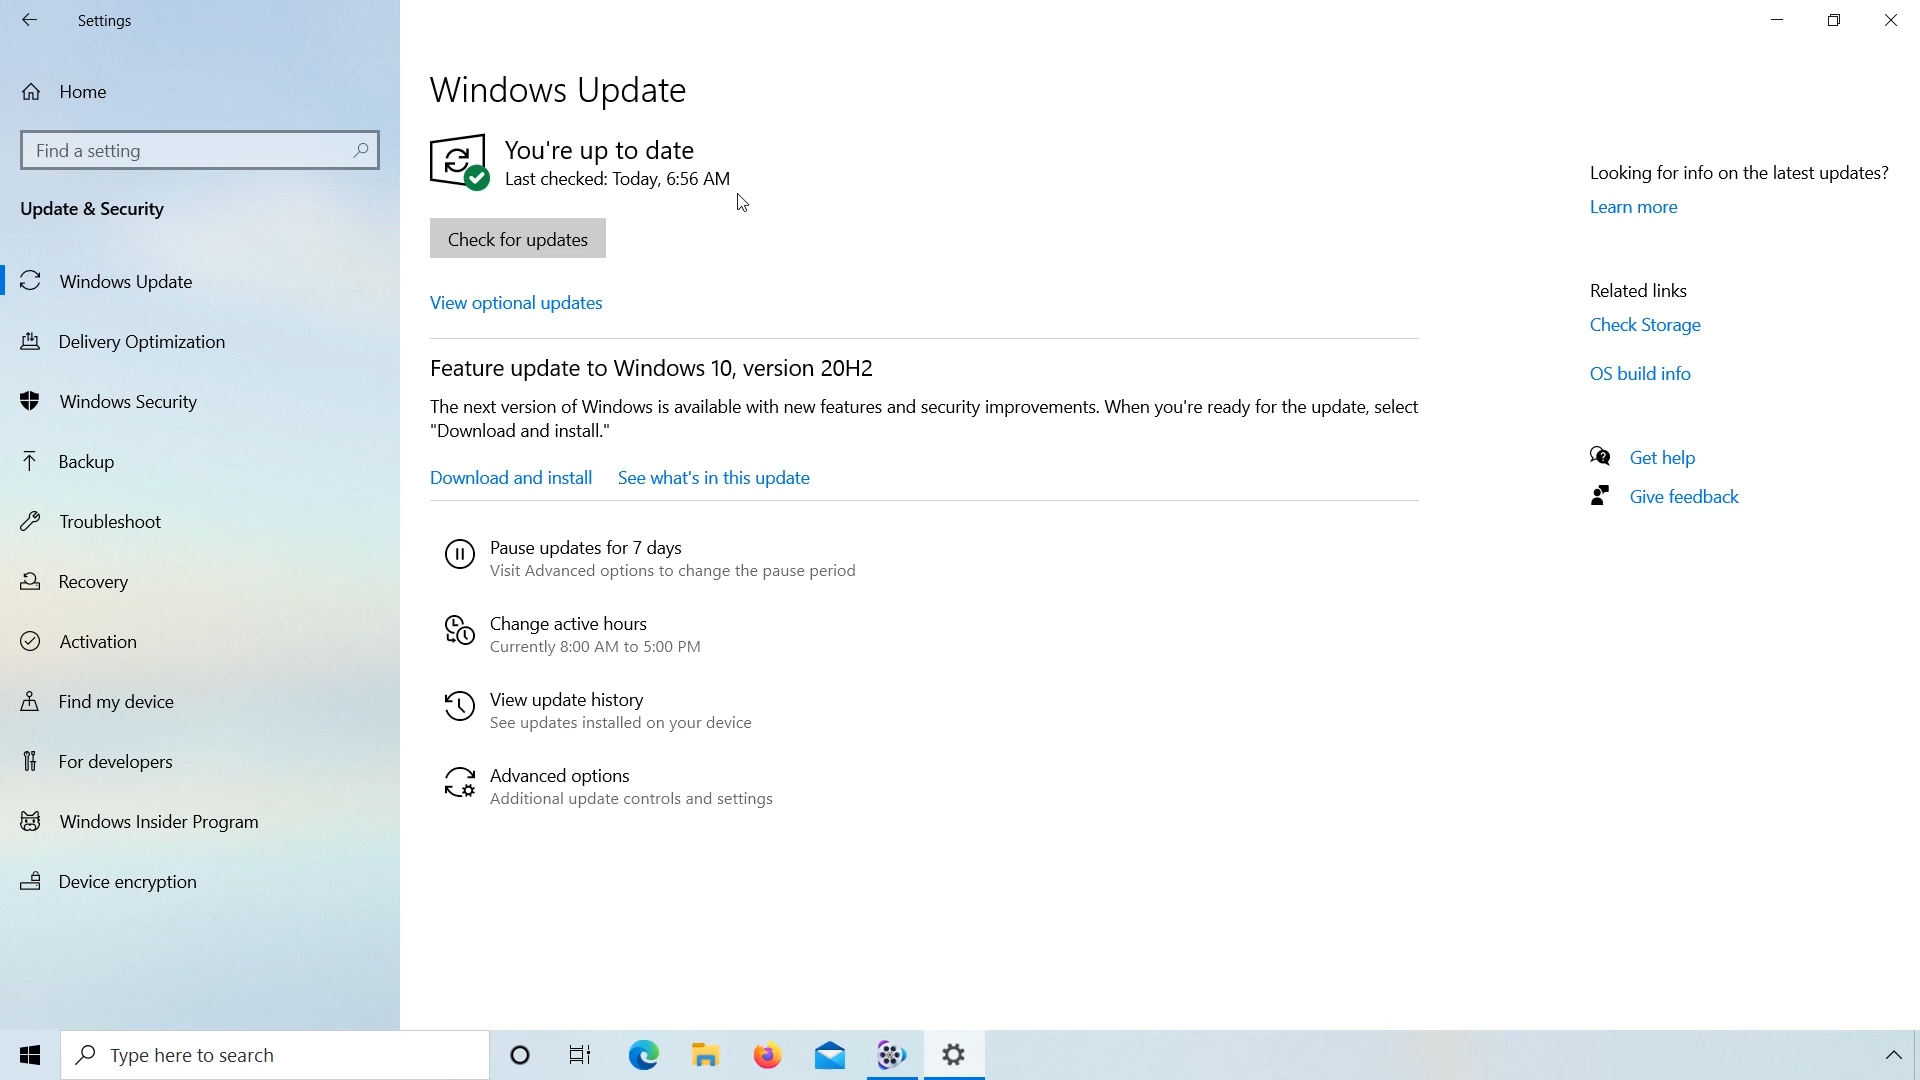 Settings
Home
Find a setting
Update & Security
Windows Update
Delivery Optimization
Windows Security
Backup
Troubleshoot
Recovery
Activation
Find my device
For developers
Windows Insider Program
Device encryption
Windows Update
You're up to date
Last checked: Today, 6:56 AM
Check for updates
View optional updates
Feature update to Windows 10, version 20H2
The next version of Windows is available with new features and security improvements. When you're ready for the update, select
"Download and install."
Download and install See what's in this update
Pause updates for 7 days
Visit Advanced options to change the pause period
Change active hours
Currently 8:00 AM to 5:00 PM
View update history
See updates installed on your device
Advanced options
Additional update controls and settings
Looking for info on the latest updates?
Learn more
Related links
Check Storage
OS build info
Get help
Give feedback
Type here to search